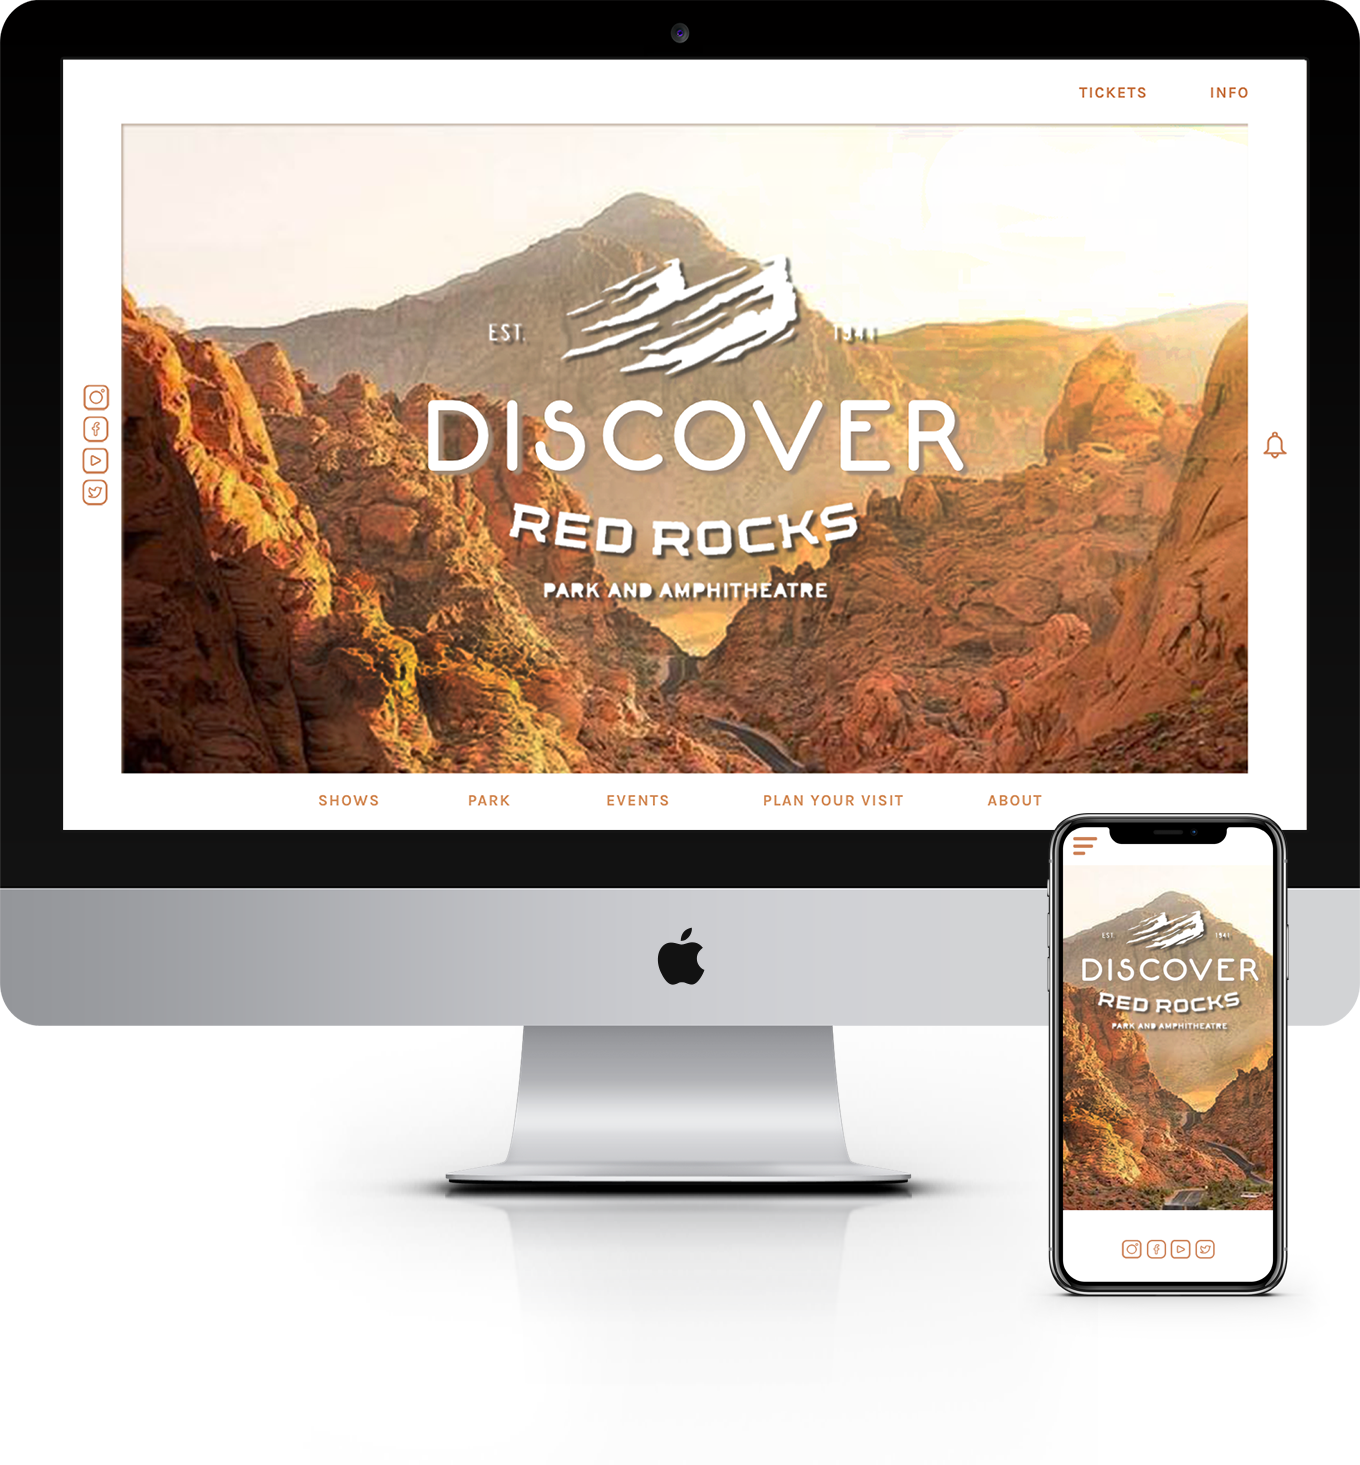 TICKETS INFO
EST. 1941
DISCOVER
RED ROCKS
PARK AND AMPHITHEATRE
SHOWS PARK EVENTS PLAN YOUR VISIT ABOUT
EST. 1941
DISCOVER
RED ROCKS
PARK AND AMPHITHEATRE